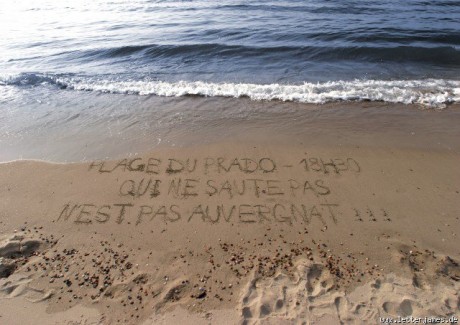 PLAGE DU PRADO - 18H30
QUI NE SAUTE PAS
N'EST PAS AUVERGNAT !!!
www.letterjames.de